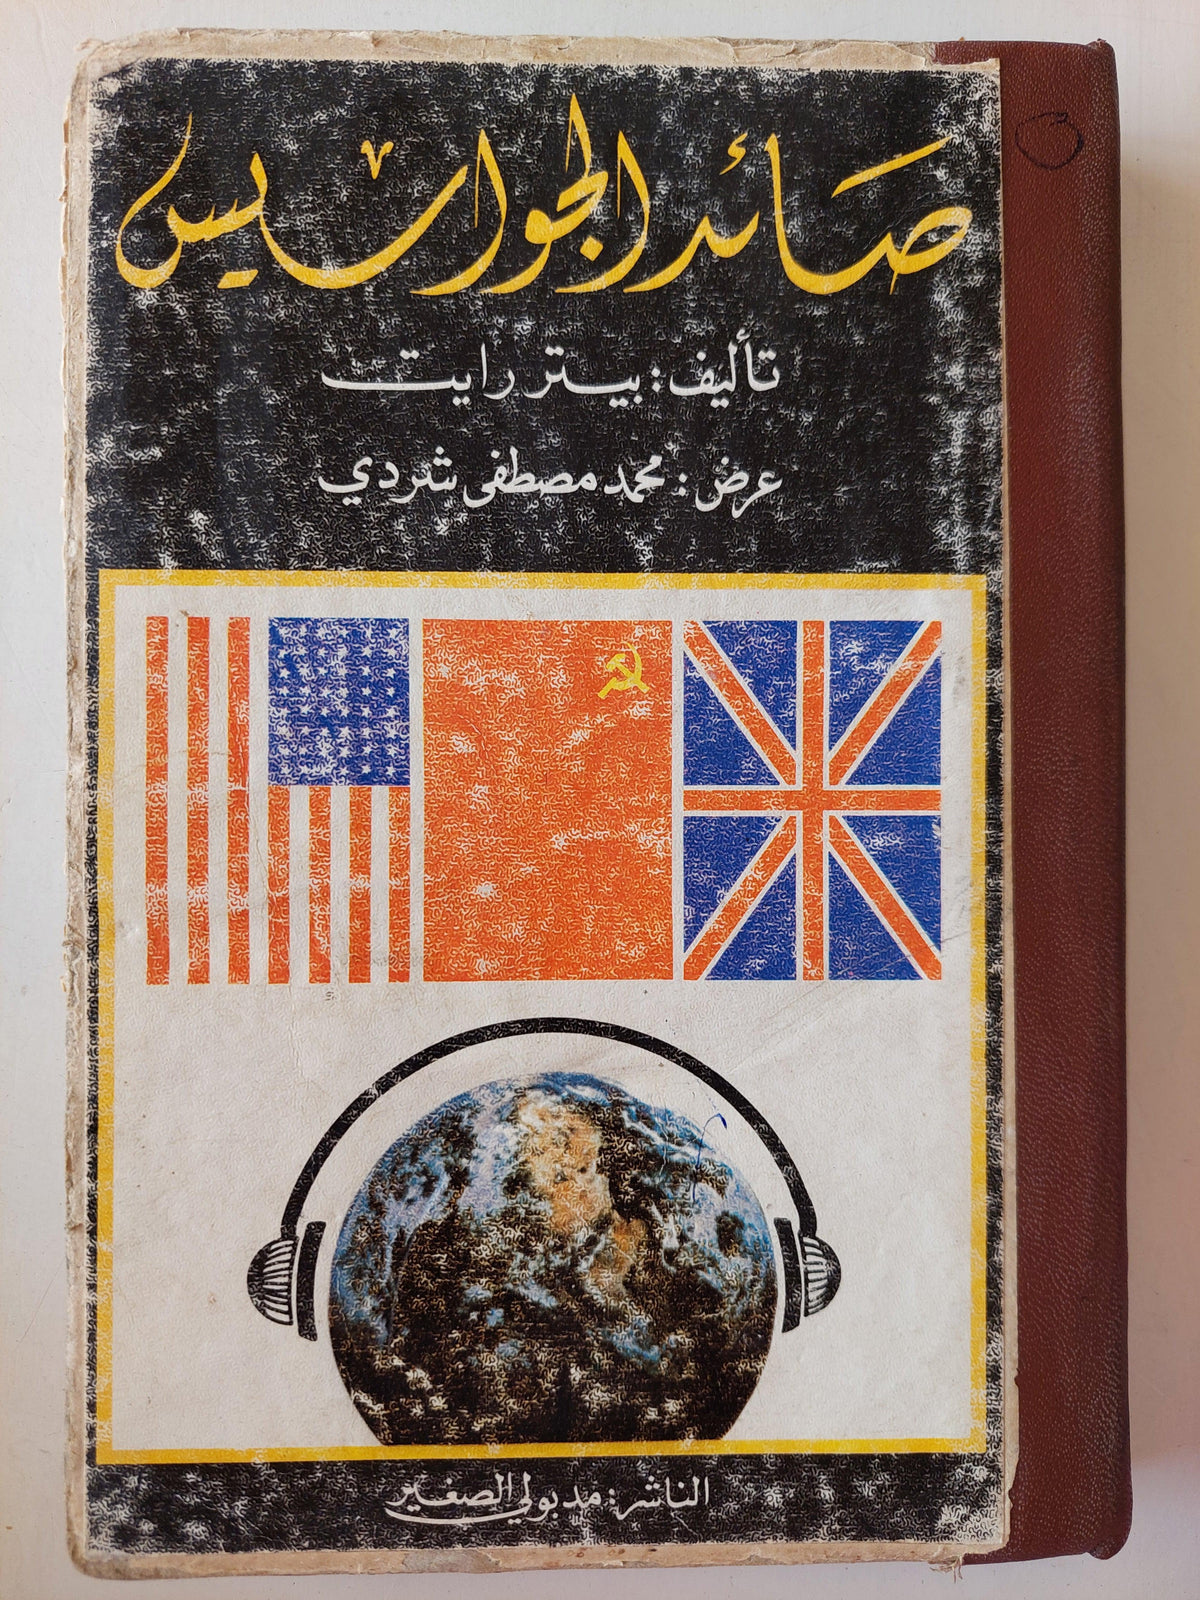 صائد الجواسيس
تأليف: بيتر رايت
عرض: محمد مصطفى شردي
الناشر: مدبولي الصغير